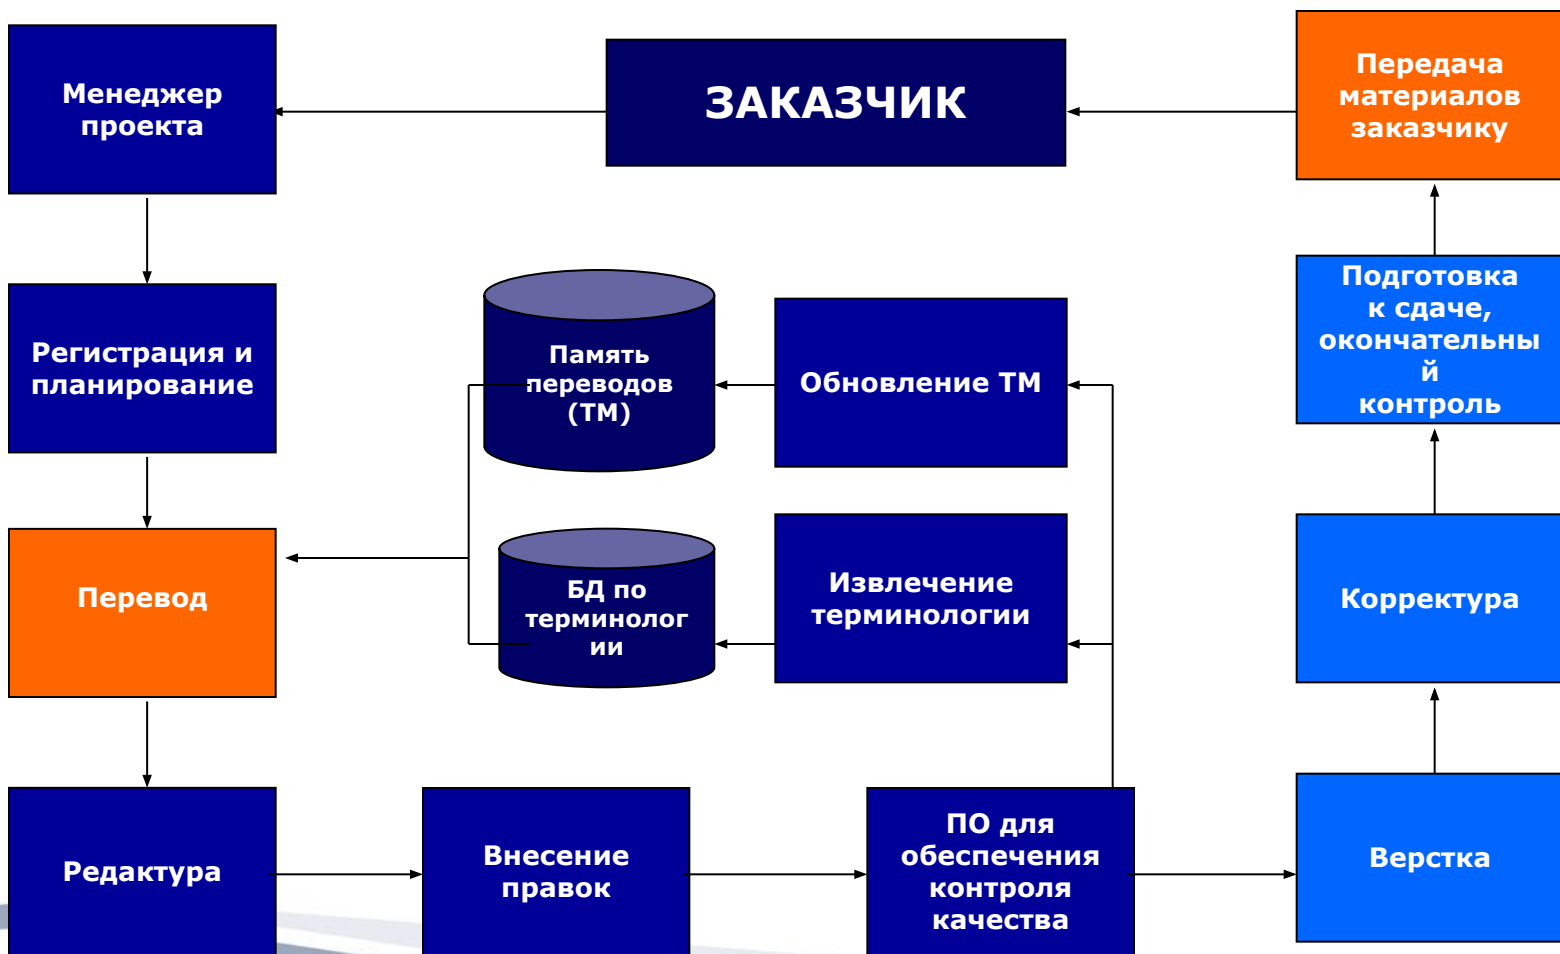 Менеджер
проекта
ЗАКАЗЧИК
Передача
материалов
заказчику
Регистрация и
планирование
Память
переводов
(ТМ)
Обновление ТМ
Подготовка
к сдаче,
окончательны
й
контроль
Перевод
БД по
терминолог
ии
Извлечение
терминологии
Корректура
Редактура
Внесение
правок
ПО для
обеспечения
контроля
качества
Верстка